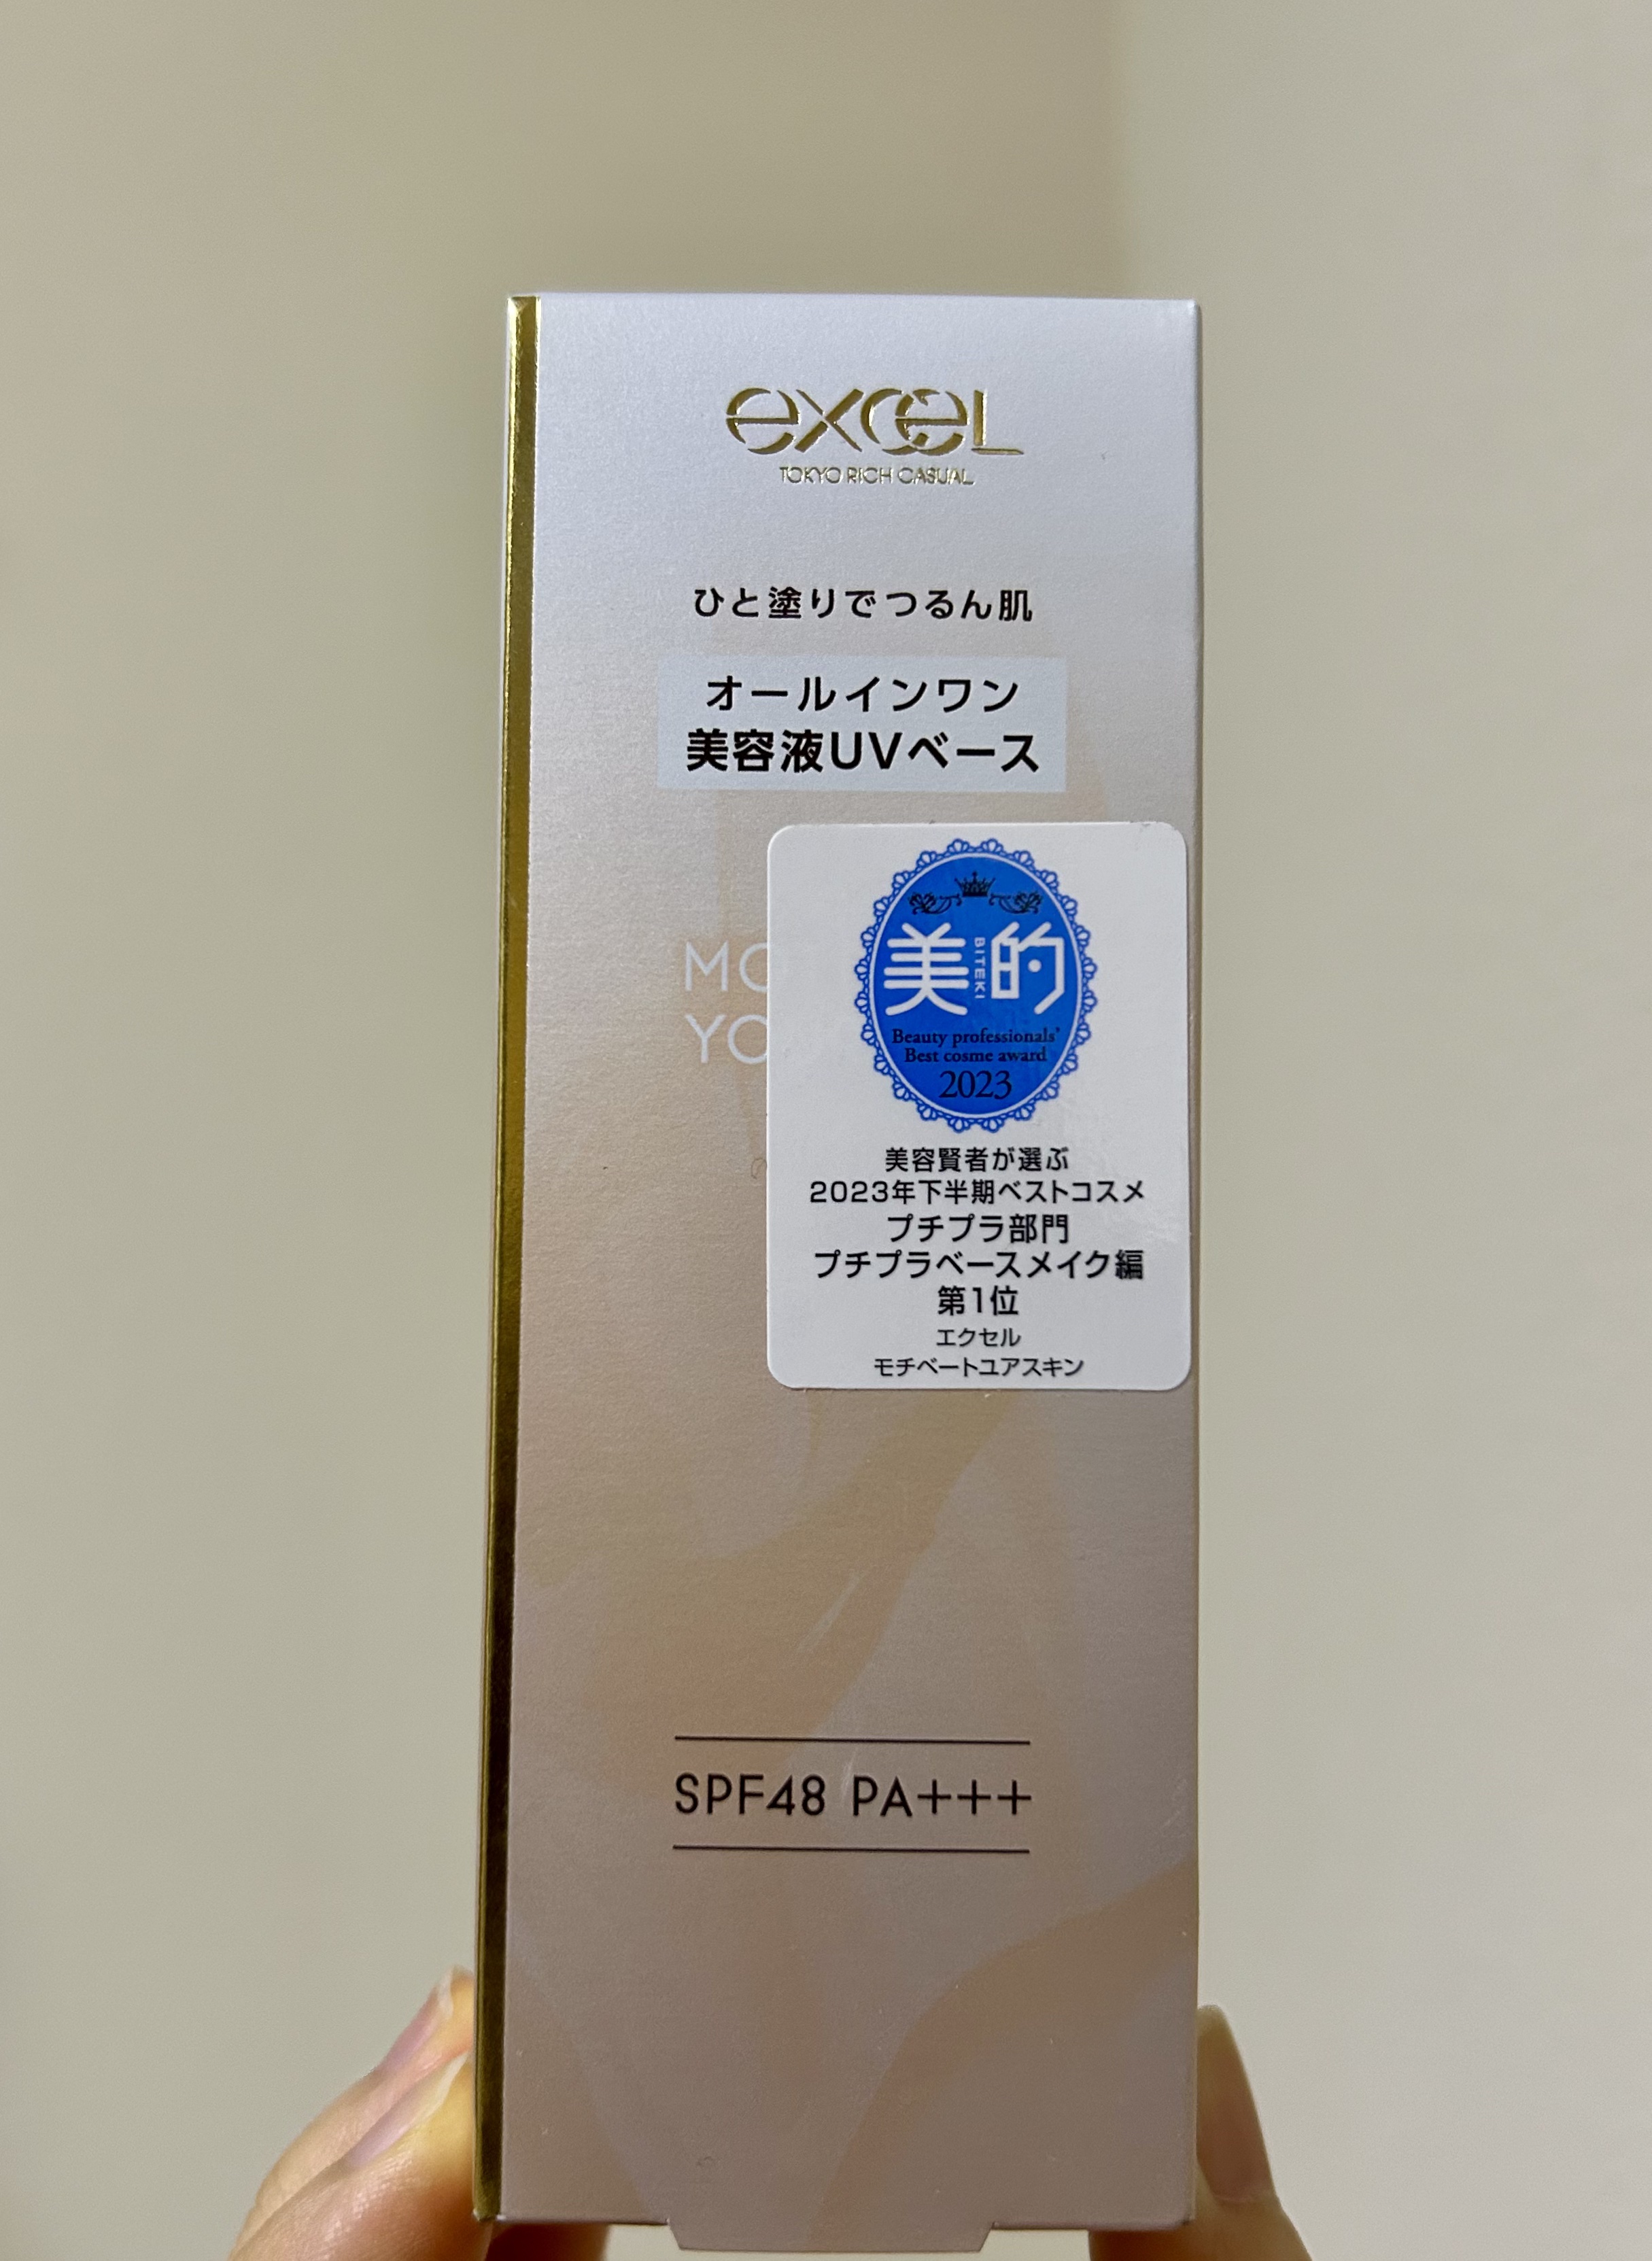 excel
TOKYO RICH CASUAL
ひと塗りでつるん肌
オールインワン
美容液UVベース
MO
YO
美的
BITEKI
Beauty professionals'
Best cosme award
2023
美容賢者が選ぶ
2023年下半期ベストコスメ
プチプラ部門
プチプラベースメイク編
第1位
エクセル
モチベートユアスキン
SPF48 PA+++